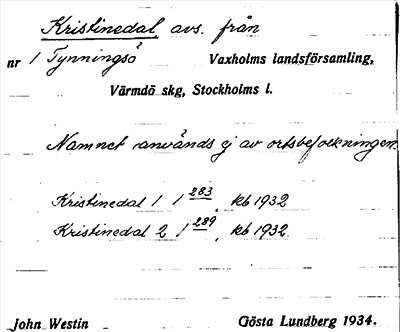 Kristinedal avs. från
nr 1 Tynningsö Vaxholms landsförsamling,
Värmdö skg, Stockholms l.
Namnet används ej av ortsbefolkningen.
Kristinedal 1 1 283, kb 1932
Kristinedal 2 1 289, kb 1932.
John Westin Gösta Lundberg 1934.